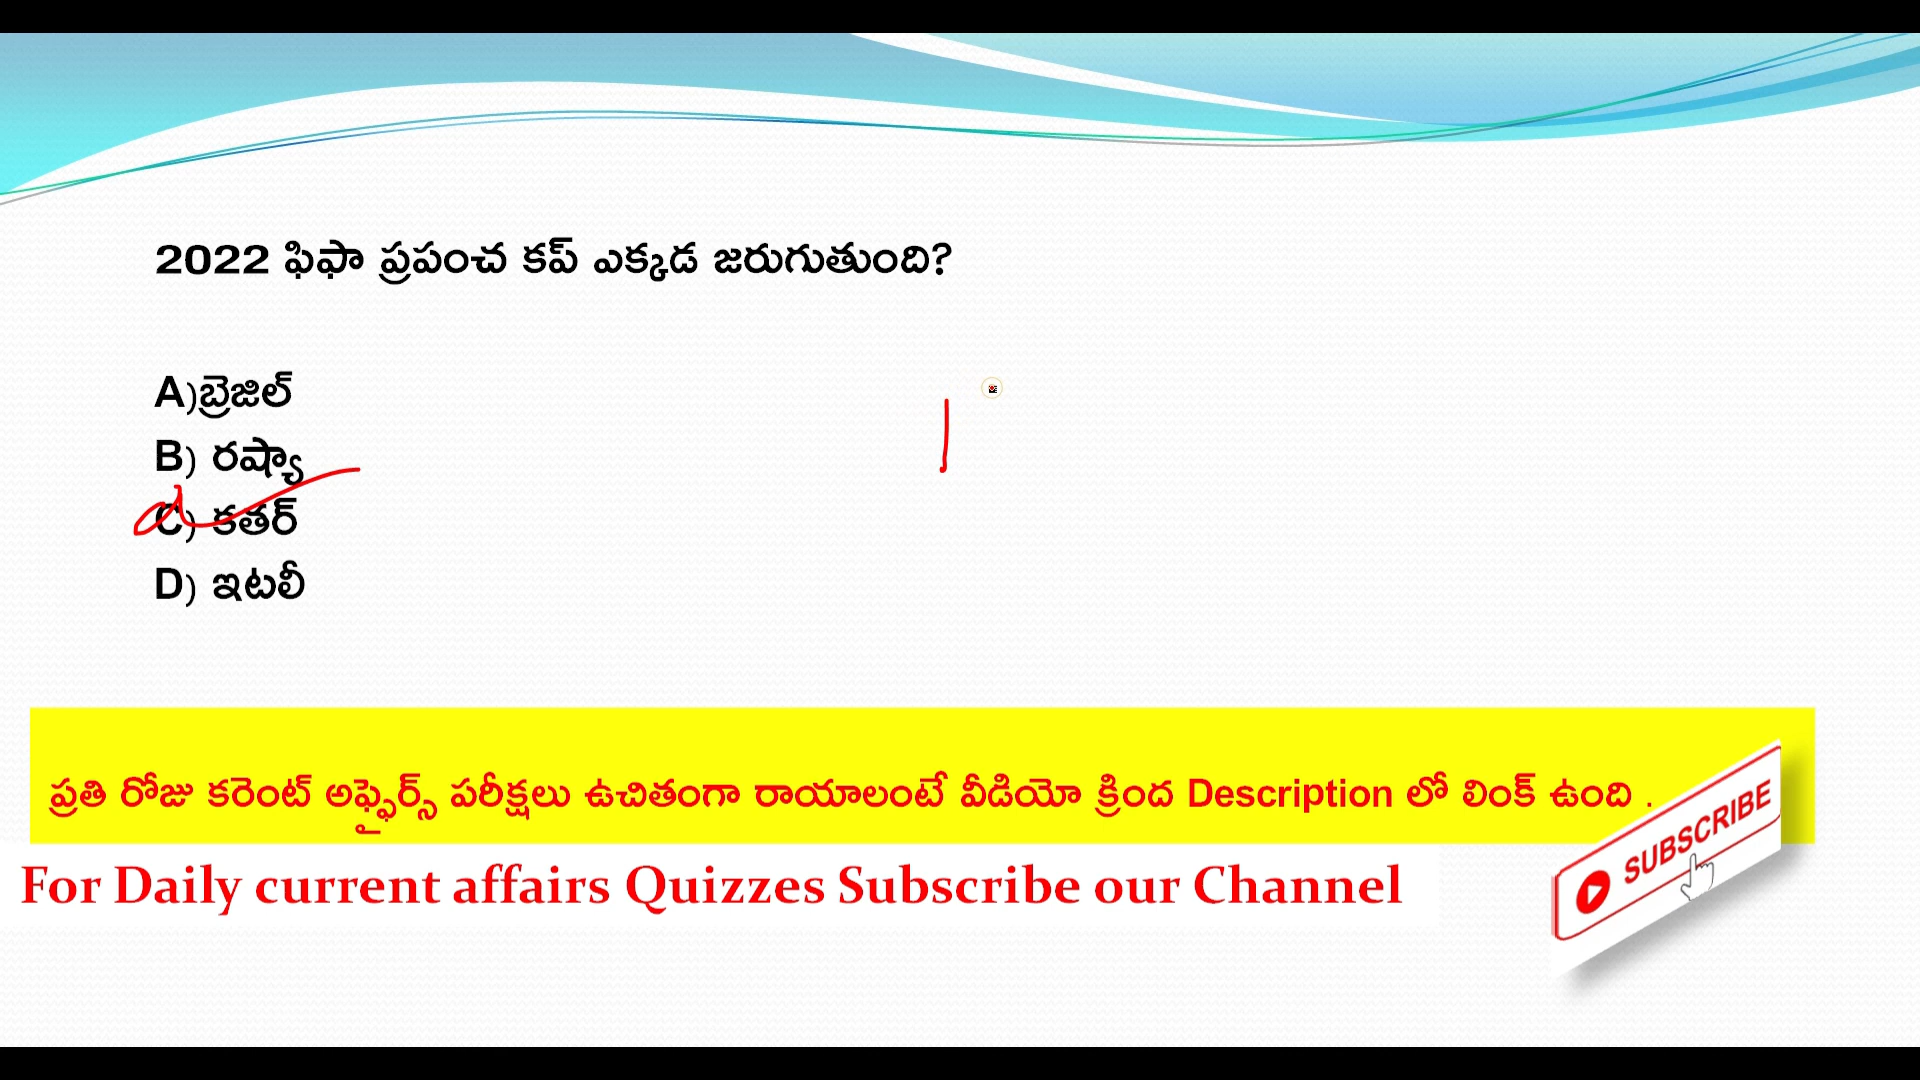 2022 ఫిఫా ప్రపంచ కప్ ఎక్కడ జరుగుతుంది?
A)బ్రెజిల్
B) రష్యా
C) కతర్
D) ఇటలీ
ప్రతి రోజు కరెంట్ అఫ్ఫైర్స్ పరీక్షలు ఉచితంగా రాయాలంటే వీడియో క్రింద Description లో లింక్ ఉంది .
SUBSCRIBE
For Daily current affairs Quizzes Subscribe our Channel